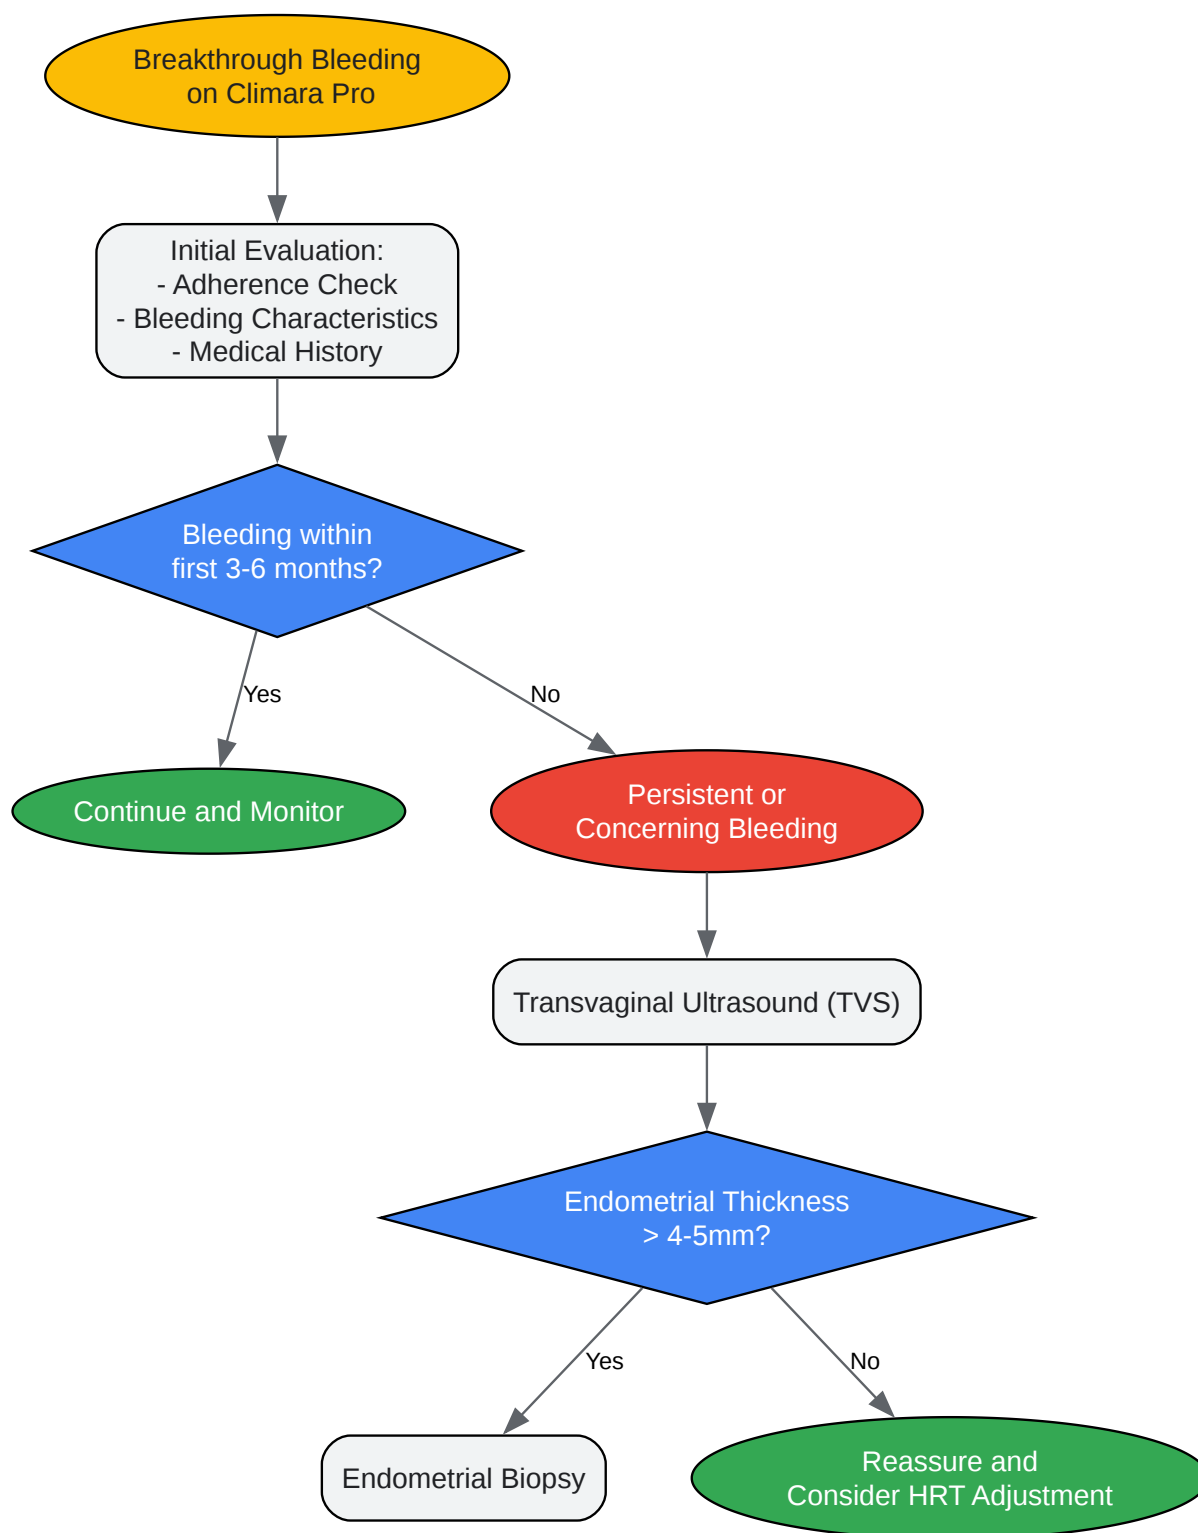 Breakthrough Bleeding
on Climara Pro
Initial Evaluation:
- Adherence Check
- Bleeding Characteristics
- Medical History
Bleeding within
first 3-6 months?
Yes
No
Continue and Monitor
Persistent or
Concerning Bleeding
Transvaginal Ultrasound (TVS)
Endometrial Thickness
> 4-5mm?
Yes
No
Endometrial Biopsy
Reassure and
Consider HRT Adjustment